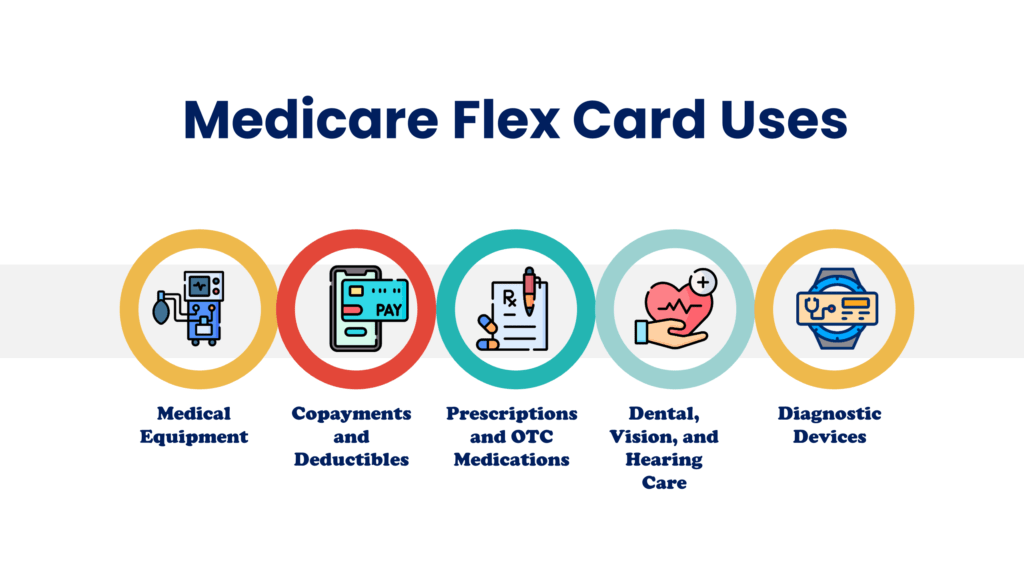 Medicare Flex Card Uses
PAY
Rx
Medical
Equipment
Copayments
and
Deductibles
Prescriptions
and OTC
Medications
Dental,
Vision, and
Hearing
Care
Diagnostic
Devices